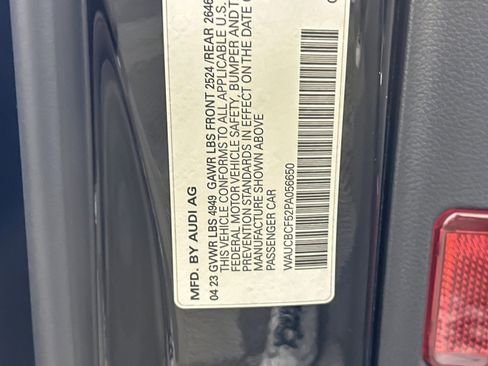 MFD. BY AUDI AG
04 23 GVWR LBS 4949 GAWR LBS FRONT 2524 /REAR 2646
THIS VEHICLE CONFORMS TO ALL APPLICABLE U.S.
FEDERAL MOTOR VEHICLE SAFETY, BUMPER AND T
PREVENTION STANDARDS IN EFFECT ON THE DATE O
MANUFACTURE SHOWN ABOVE
PASSENGER CAR
WAUCBCF52PA056650